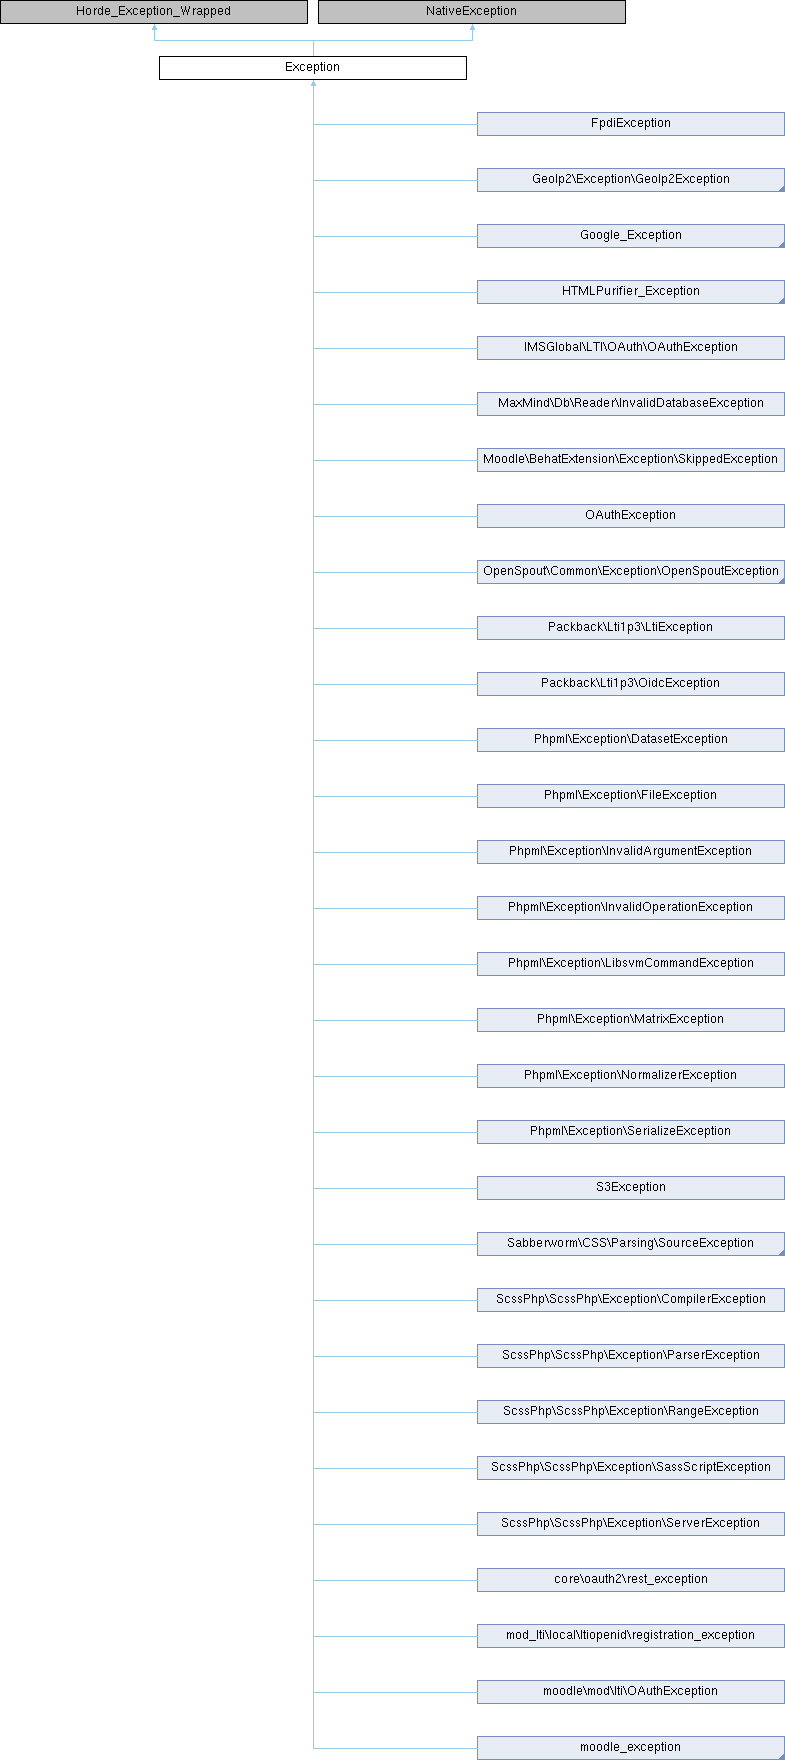 Horde_Exception_Wrapped
NativeException
Exception
FpdiException
GeoIp2\Exception\GeoIp2Exception
Google_Exception
HTMLPurifier_Exception
IMSGlobal\LTI\OAuth\OAuthException
MaxMind\Db\Reader\InvalidDatabaseException
Moodle\BehatExtension\Exception\SkippedException
OAuthException
OpenSpout\Common\Exception\OpenSpoutException
Packback\Lti1p3\LtiException
Packback\Lti1p3\OidcException
Phpml\Exception\DatasetException
Phpml\Exception\FileException
Phpml\Exception\InvalidArgumentException
Phpml\Exception\InvalidOperationException
Phpml\Exception\LibsvmCommandException
Phpml\Exception\MatrixException
Phpml\Exception\NormalizerException
Phpml\Exception\SerializeException
S3Exception
Sabberworm\CSS\Parsing\SourceException
ScssPhp\ScssPhp\Exception\CompilerException
ScssPhp\ScssPhp\Exception\ParserException
ScssPhp\ScssPhp\Exception\RangeException
ScssPhp\ScssPhp\Exception\SassScriptException
ScssPhp\ScssPhp\Exception\ServerException
core\oauth2\rest_exception
mod_lti\local\ltiopenid\registration_exception
moodle\mod\lti\OAuthException
moodle_exception